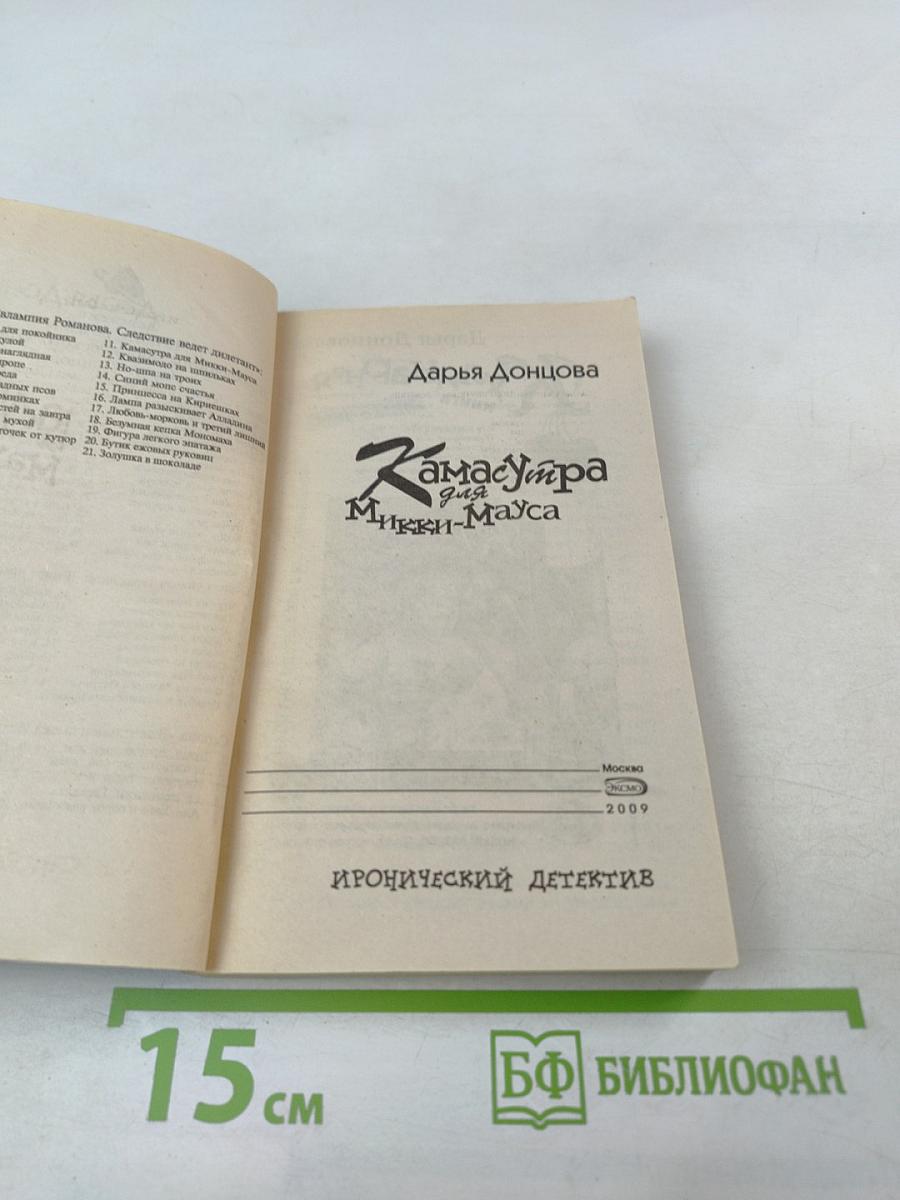 влампия Романова. Следствие ведет дилетант»:
для покойника
улой
наглядная
ропе
реда
адных псов
оминках
стей на завтра
мухой
точек от кутюр
11. Камасутра для Микки-Мауса
12. Квазимодо на шпильках
13. Но-шпа на троих
14. Синий мопс счастья
15. Принцесса на Кириешках
16. Лампа разыскивает Алладина
17. Любовь-морковь и третий лишний
18. Безумная кепка Мономаха
19. Фигура легкого эпатажа
20. Бутик ежовых рукавиц
21. Золушка в шоколаде
Дарья Донцова
Камасутра
для
Микки-Мауса
Москва
ЭКСМО
2009
ИРОНИЧЕСКИЙ ДЕТЕКТИВ
15 см
БФ БИБЛИОФАН